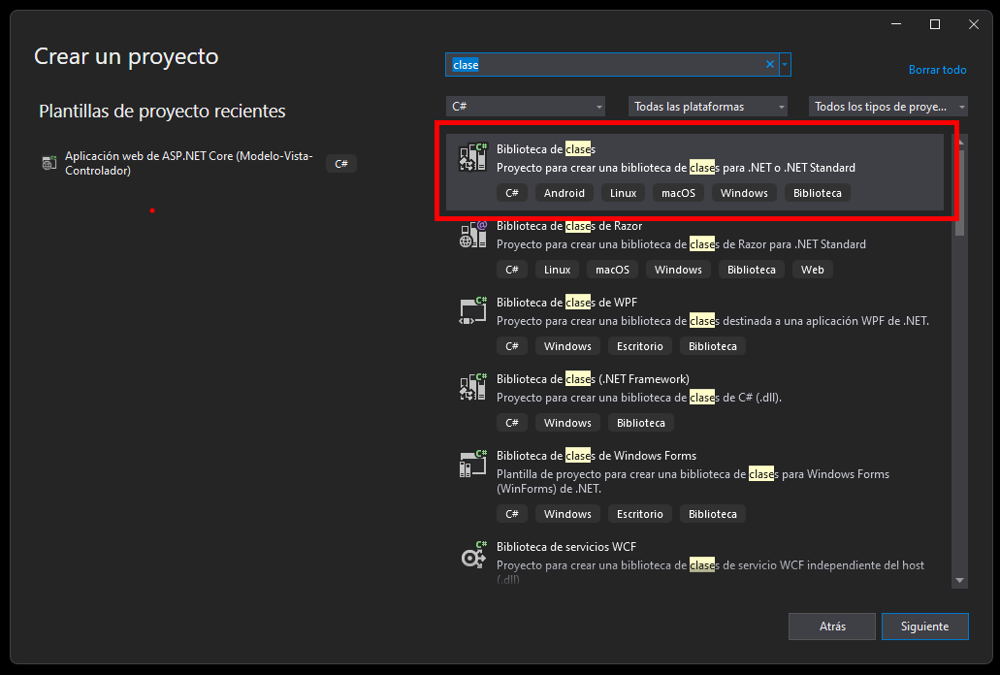 Crear un proyecto
Plantillas de proyecto recientes
Aplicación web de ASP.NET Core (Modelo-Vista-
Controlador)
C#
clase
Borrar todo
C#
Todas las plataformas
Todos los tipos de proye...
Biblioteca de clases
Proyecto para crear una biblioteca de clases para .NET o .NET Standard
C# Android Linux macOS Windows Biblioteca
Biblioteca de clases de Razor
Proyecto para crear una biblioteca de clases de Razor para .NET Standard
C# Linux macOS Windows Biblioteca Web
Biblioteca de clases de WPF
Proyecto para crear una biblioteca de clases destinada a una aplicación WPF de .NET.
C# Windows Escritorio Biblioteca
Biblioteca de clases (.NET Framework)
Proyecto para crear una biblioteca de clases de C# (.dll).
C# Windows Biblioteca
Biblioteca de clases de Windows Forms
Plantilla de proyecto para crear una biblioteca de clases para Windows Forms
(WinForms) de .NET.
C# Windows Escritorio Biblioteca
Biblioteca de servicios WCF
Proyecto para crear una biblioteca de clases de servicio WCF independiente del host
(.dll)
Atrás
Siguiente